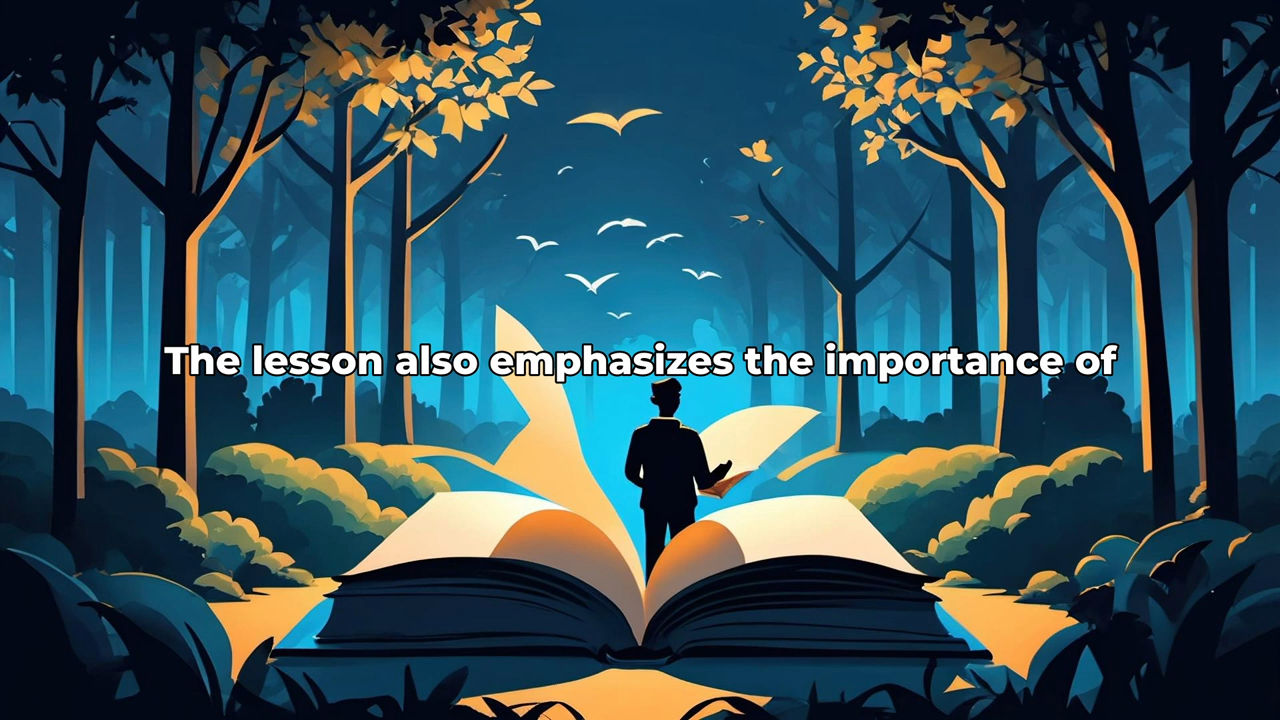 The lesson also emphasizes the importance of